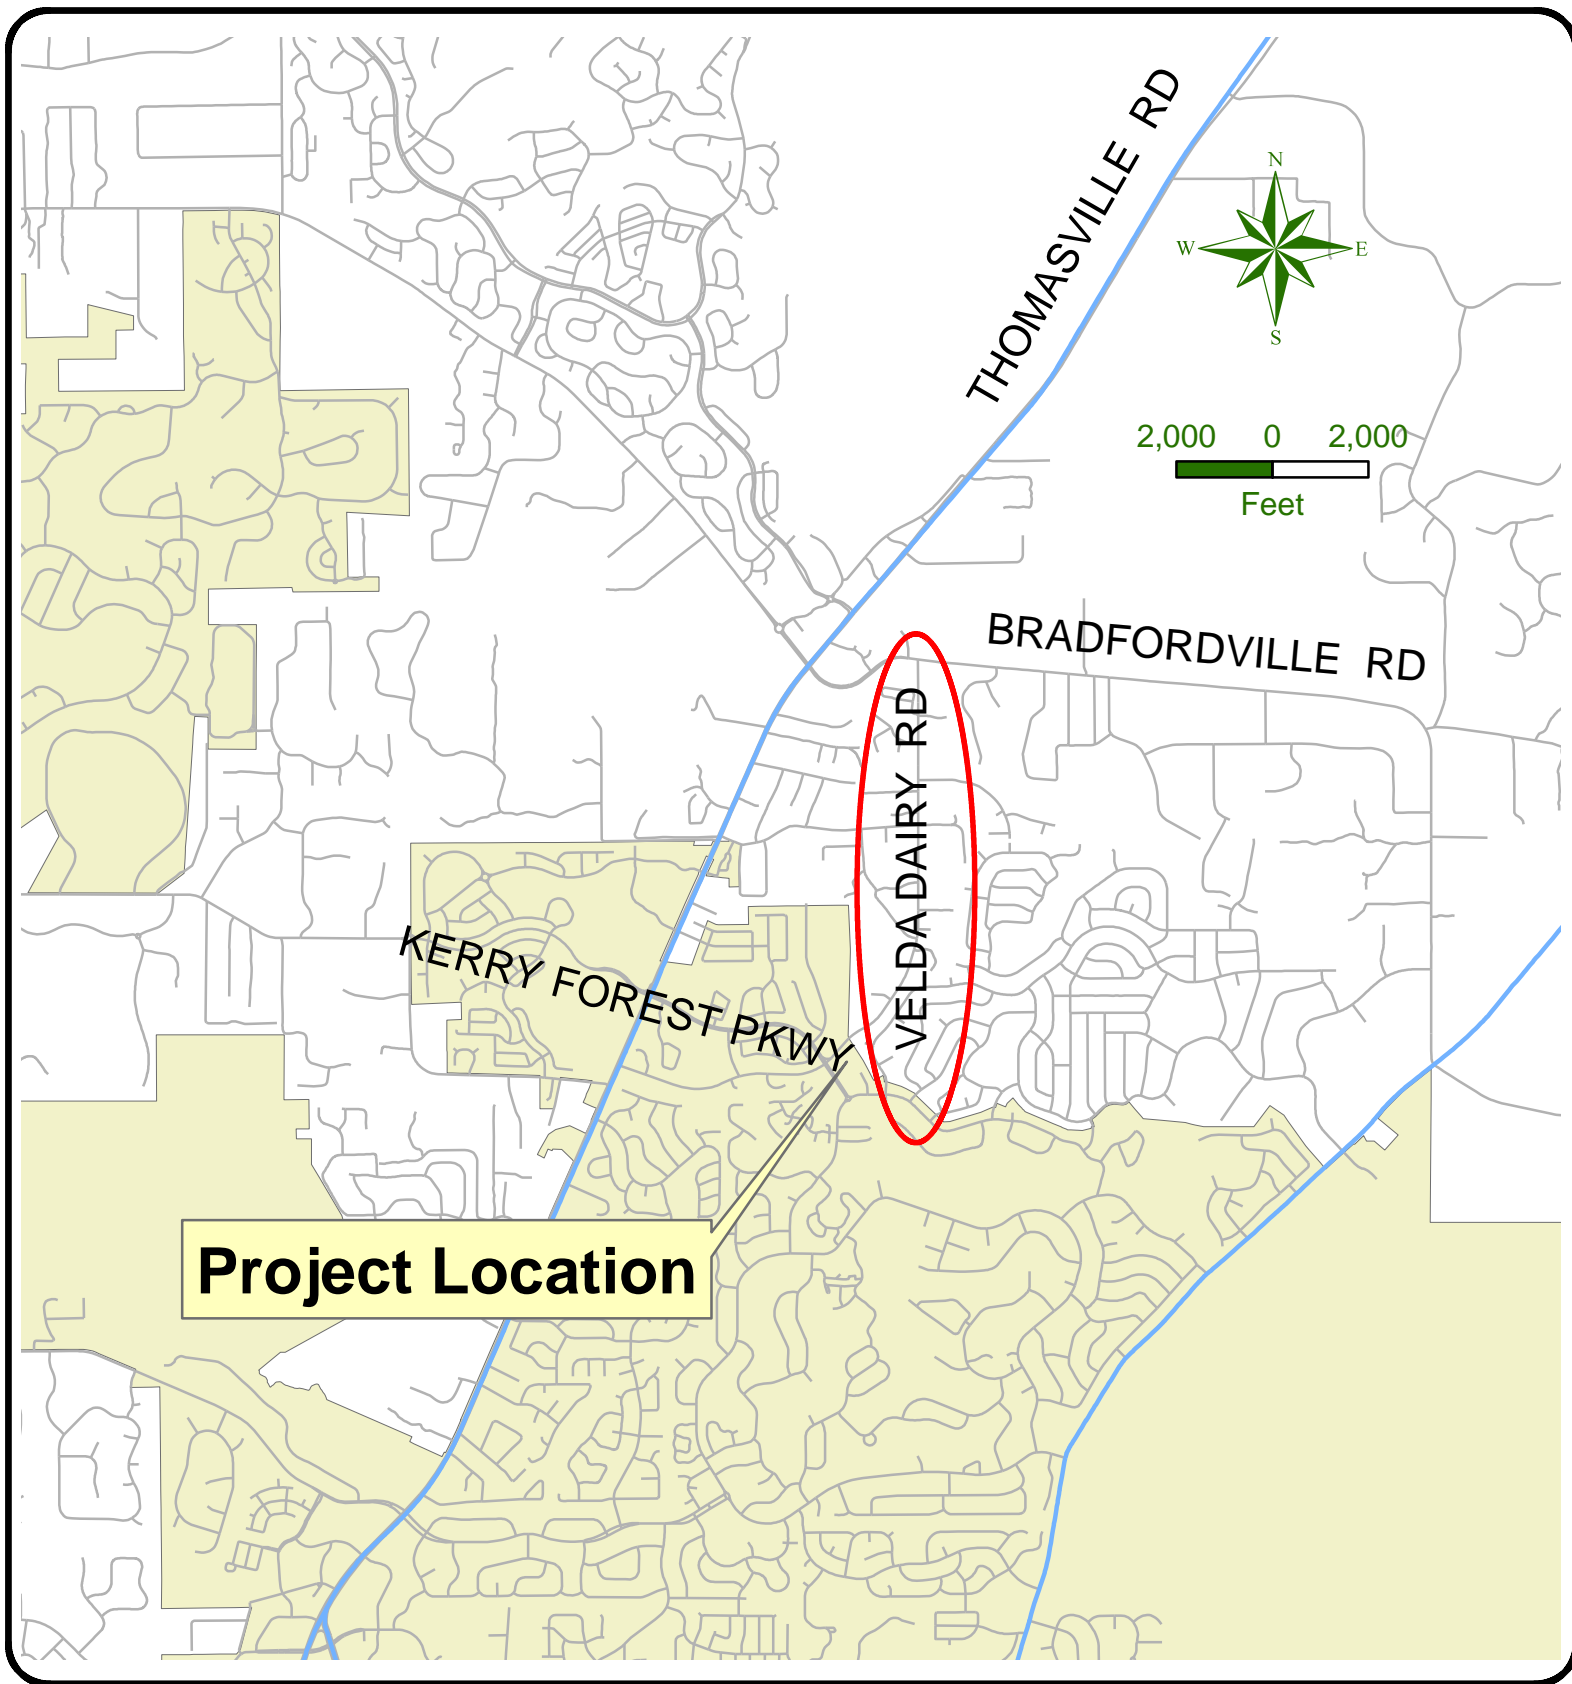 THOMASVILLE RD
N
W E
S
2,000 0 2,000
Feet
BRADFORDVILLE RD
VELDA DAIRY RD
KERRY FOREST PKWY
Project Location